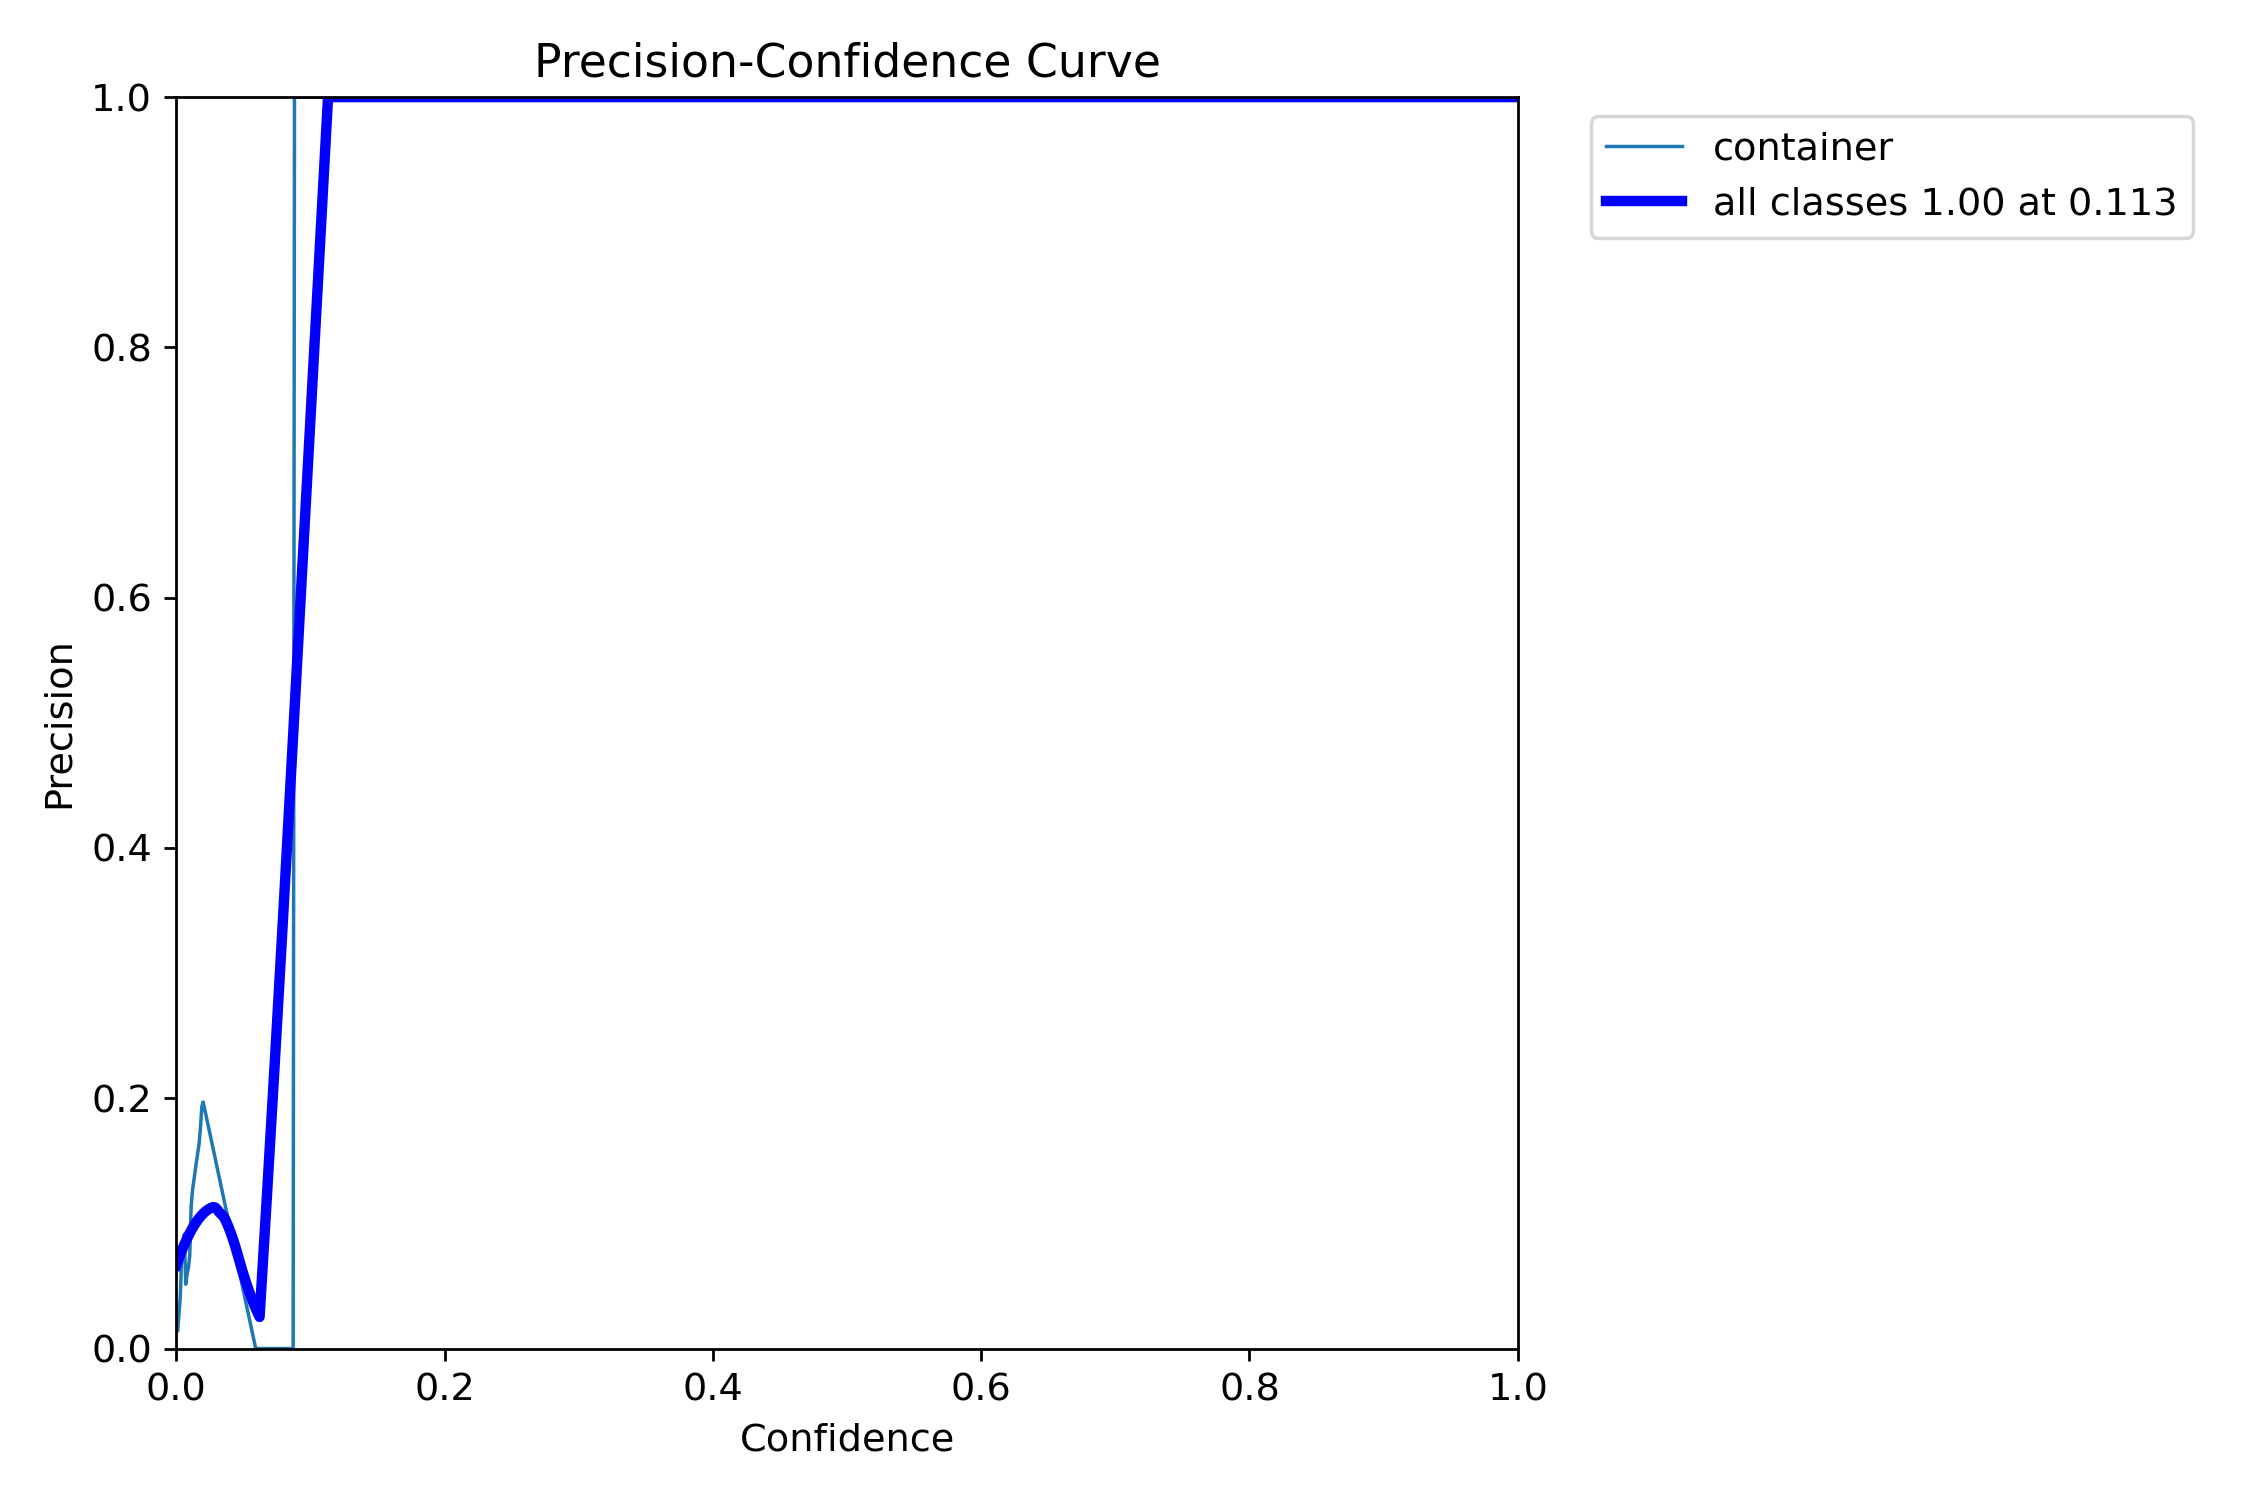 Precision-Confidence Curve
1.0
0.8
0.6
0.4
0.2
0.0
Precision
0.0 0.2 0.4 0.6 0.8 1.0
Confidence
container
all classes 1.00 at 0.113